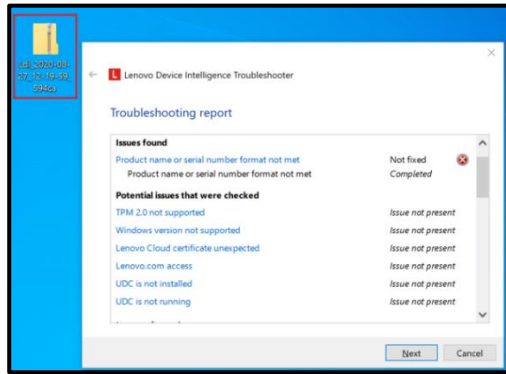 Lenovo Device Intelligence Troubleshooter
Troubleshooting report
Issues found
Product name or serial number format not met Not fixed
Product name or serial number format not met Completed
Potential issues that were checked
TPM 2.0 not supported Issue not present
Windows version not supported Issue not present
Lenovo Cloud certificate unexpected Issue not present
Lenovo.com access Issue not present
UDC is not installed Issue not present
UDC is not running Issue not present
Next Cancel